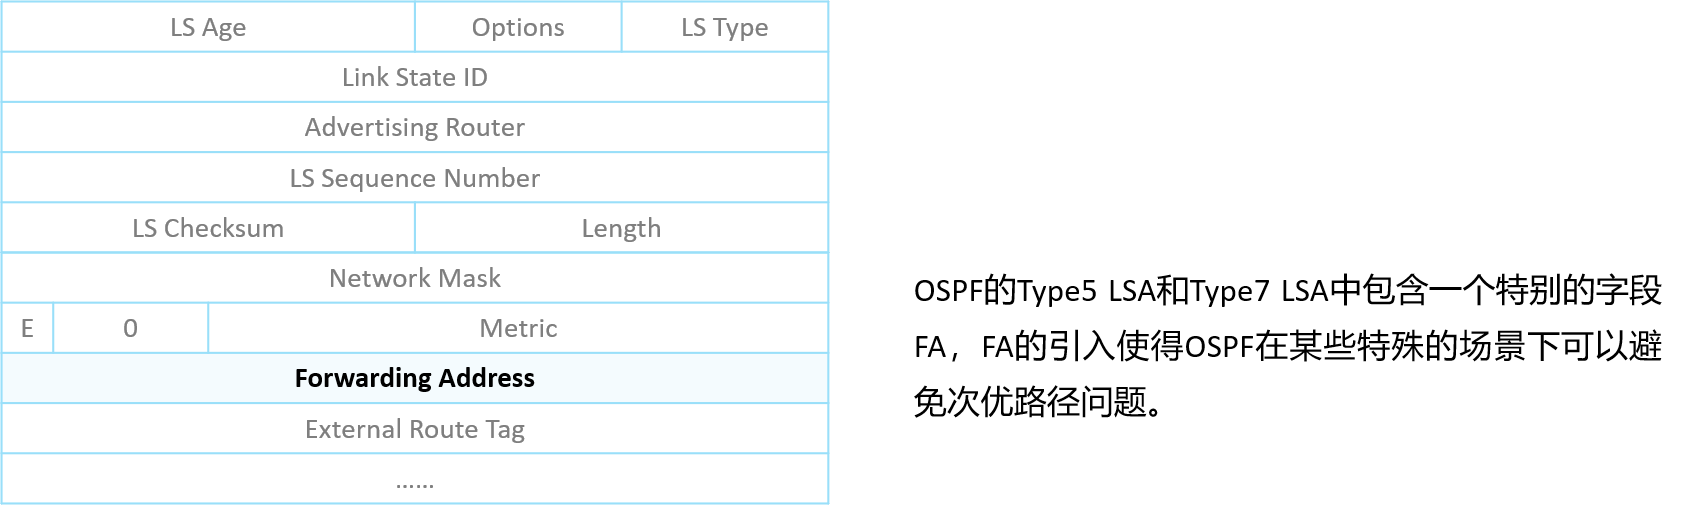 LS Age Options LS Type
Link State ID
Advertising Router
LS Sequence Number
LS Checksum Length
Network Mask
E 0 Metric
Forwarding Address
External Route Tag
......
OSPF的Type5 LSA和Type7 LSA中包含一个特别的字段
FA，FA的引入使得OSPF在某些特殊的场景下可以避
免次优路径问题。